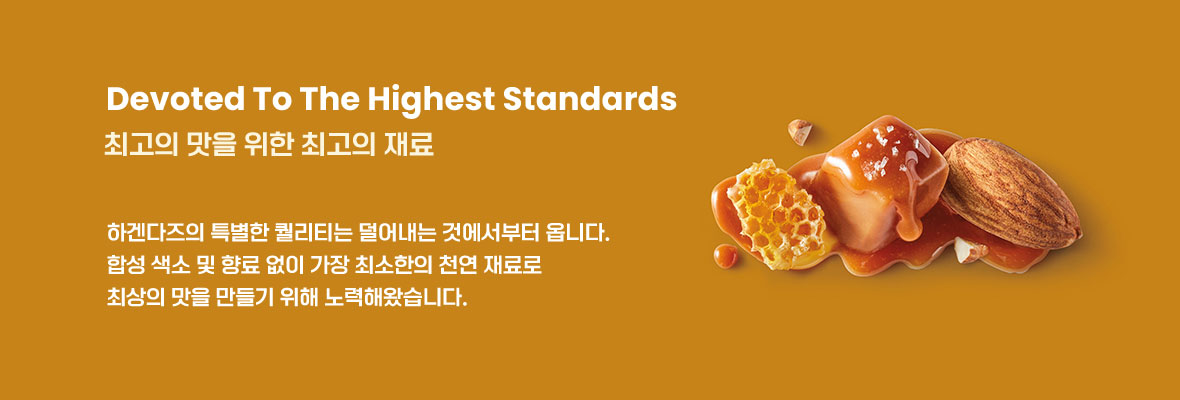 Devoted To The Highest Standards
최고의 맛을 위한 최고의 재료
하겐다즈의 특별한 퀄리티는 덜어내는 것에서부터 옵니다.
합성 색소 및 향료 없이 가장 최소한의 천연 재료로
최상의 맛을 만들기 위해 노력해왔습니다.